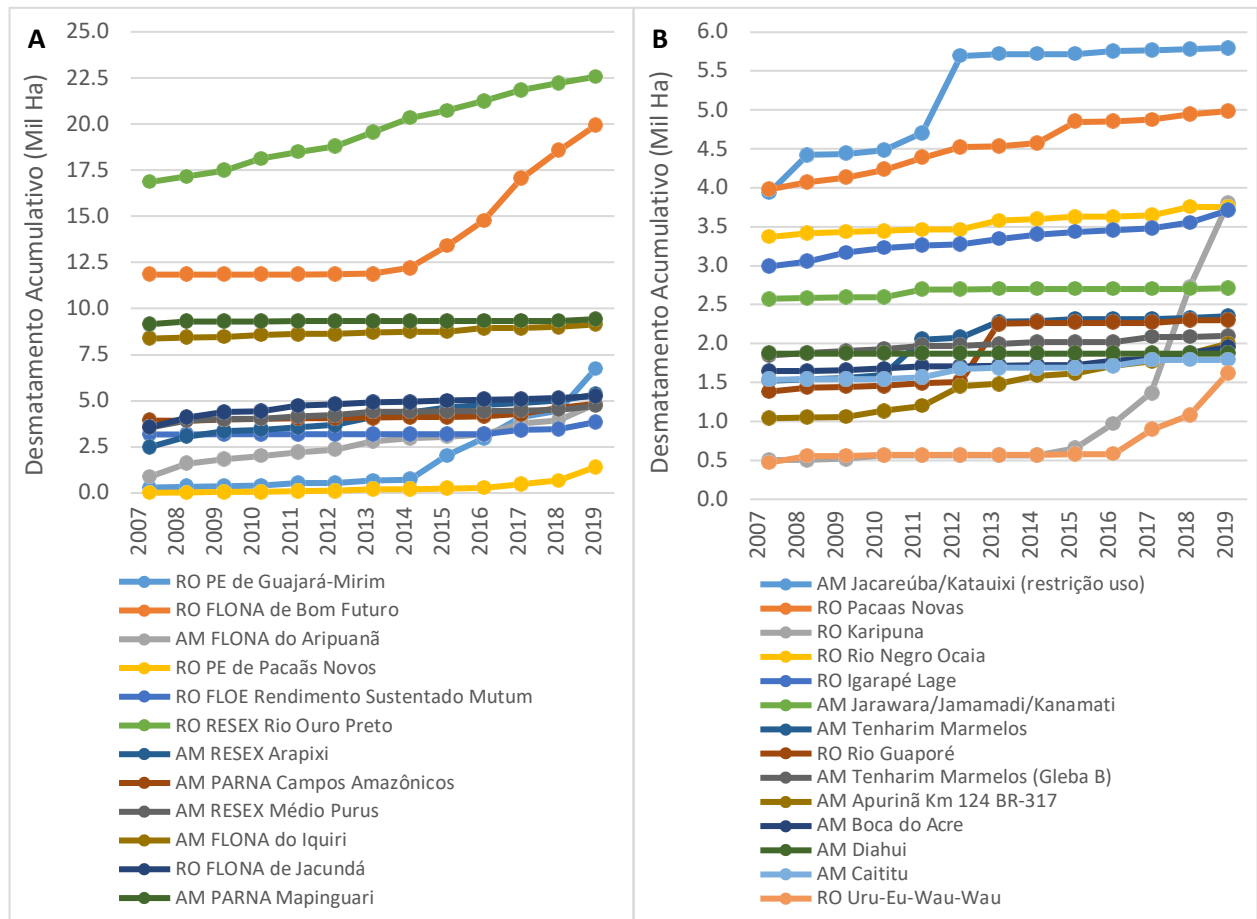 A
Desmatamento Acumulativo (Mil Ha)
25.0
22.5
20.0
17.5
15.0
12.5
10.0
7.5
5.0
2.5
0.0
2007
2008
2009
2010
2011
2012
2013
2014
2015
2016
2017
2018
2019
RO PE de Guajará-Mirim
RO FLONA de Bom Futuro
AM FLONA do Aripuanã
RO PE de Pacaãs Novos
RO FLOE Rendimento Sustentado Mutum
RO RESEX Rio Ouro Preto
AM RESEX Arapixi
AM PARNA Campos Amazônicos
AM RESEX Médio Purus
AM FLONA do Iquiri
RO FLONA de Jacundá
AM PARNA Mapinguari
B
Desmatamento Acumulativo (Mil Ha)
6.0
5.5
5.0
4.5
4.0
3.5
3.0
2.5
2.0
1.5
1.0
0.5
0.0
2007
2008
2009
2010
2011
2012
2013
2014
2015
2016
2017
2018
2019
AM Jacareúba/Katauixi (restrição uso)
RO Pacaas Novas
RO Karipuna
RO Rio Negro Ocaia
RO Igarapé Lage
AM Jarawara/Jamamadi/Kanamati
AM Tenharim Marmelos
RO Rio Guaporé
AM Tenharim Marmelos (Gleba B)
AM Apurinã Km 124 BR-317
AM Boca do Acre
AM Diahui
AM Caititu
RO Uru-Eu-Wau-Wau